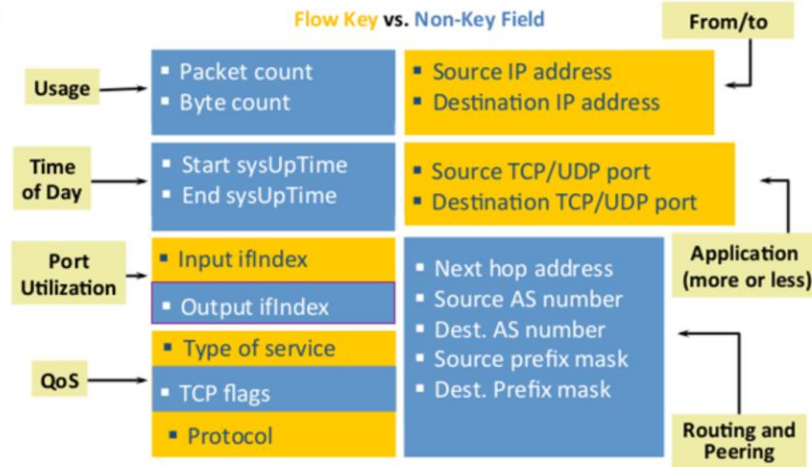 Flow Key vs. Non-Key Field
From/to
Usage
▪ Packet count
▪ Byte count
▪ Source IP address
▪ Destination IP address
Time
of Day
▪ Start sysUpTime
▪ End sysUpTime
▪ Source TCP/UDP port
▪ Destination TCP/UDP port
Application
(more or less)
Port
Utilization
▪ Input ifIndex
▪ Output ifIndex
▪ Next hop address
▪ Source AS number
▪ Dest. AS number
▪ Source prefix mask
▪ Dest. Prefix mask
QoS
▪ Type of service
▪ TCP flags
▪ Protocol
Routing and
Peering